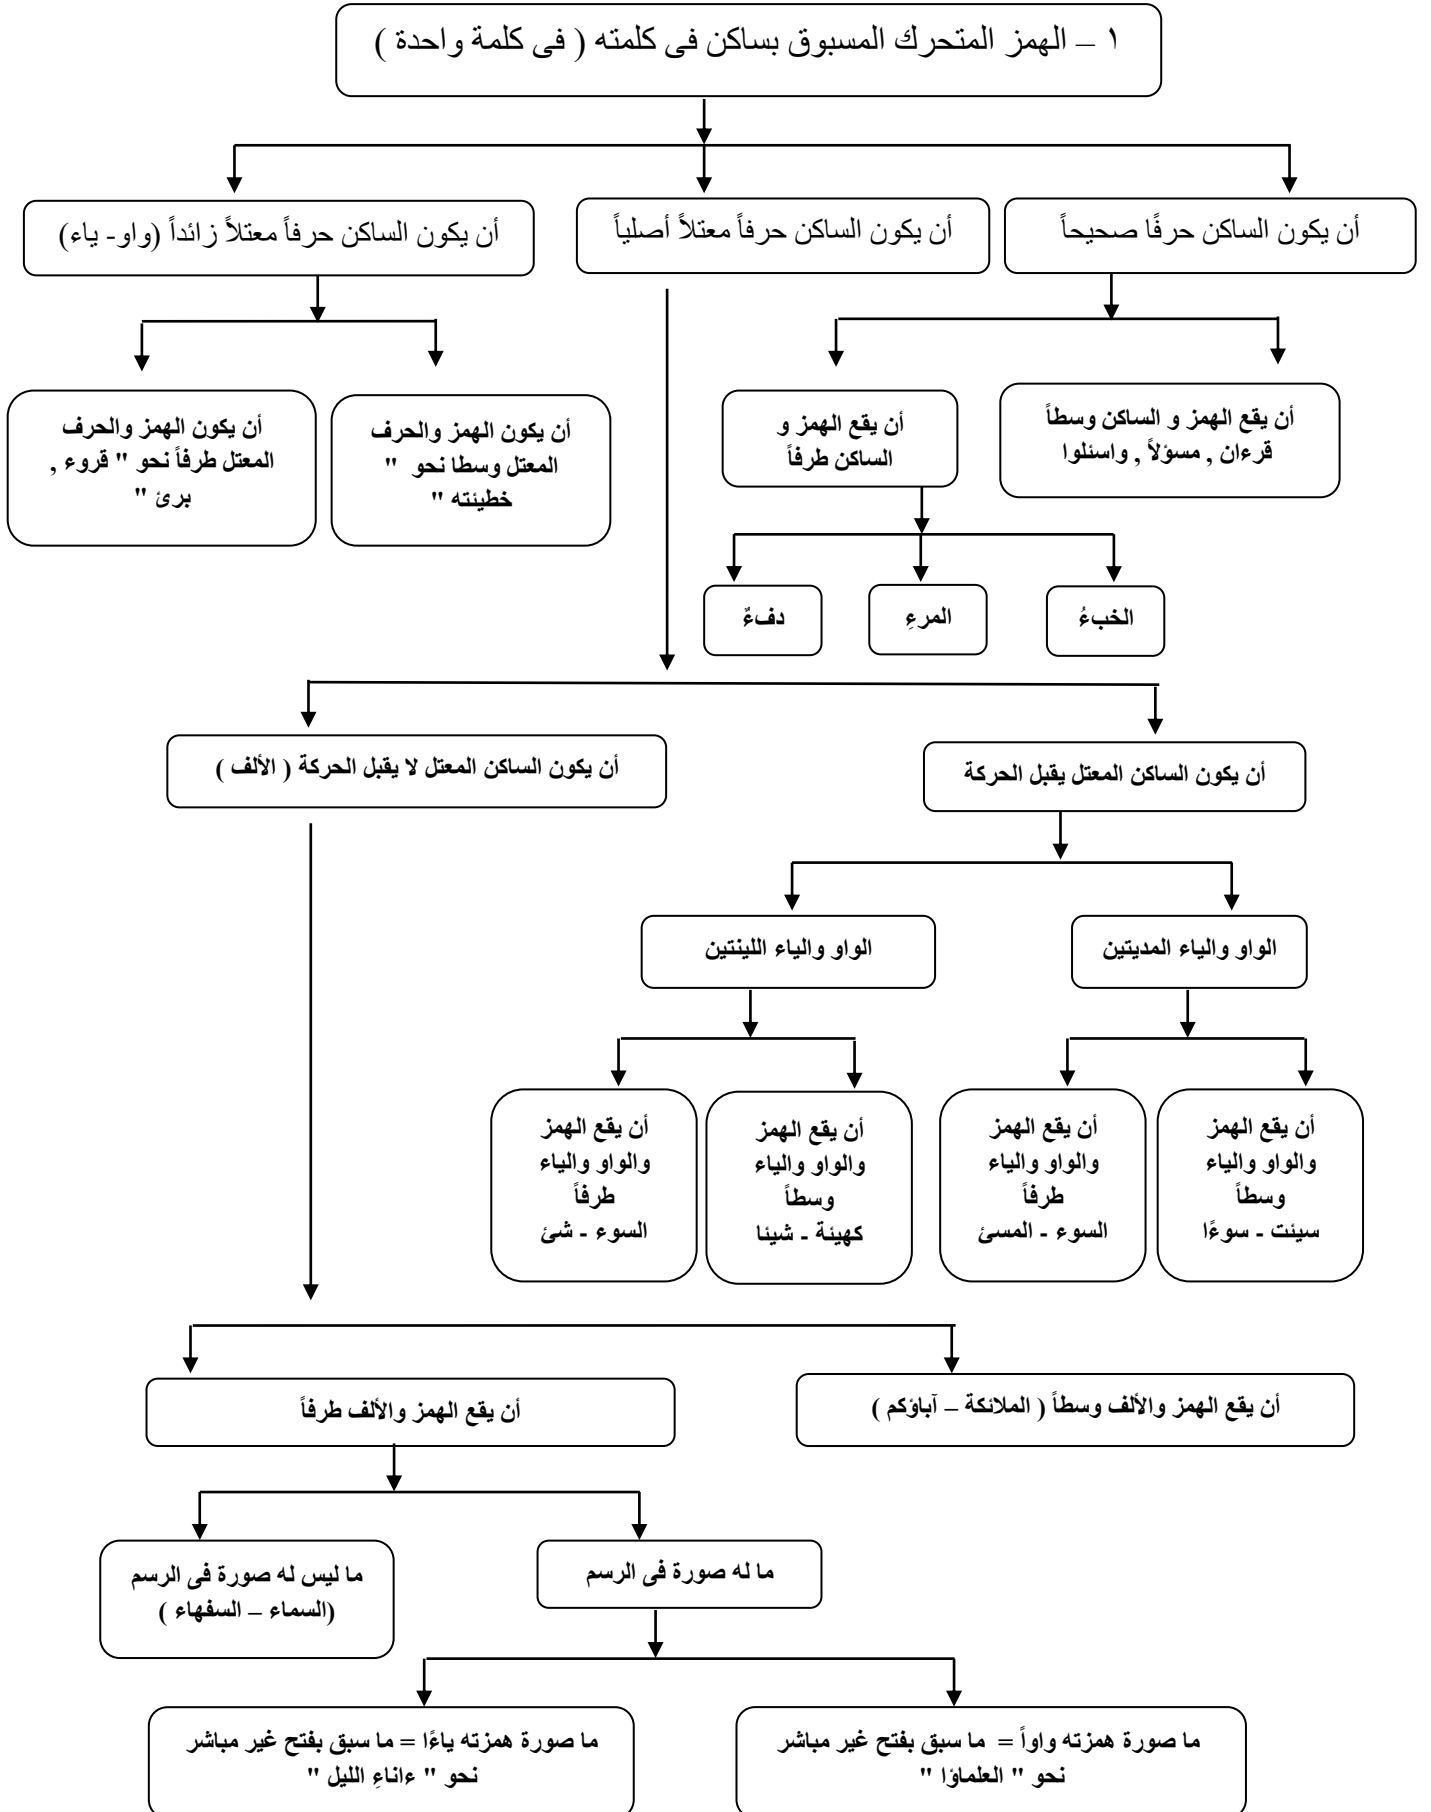 ١ – الهمز المتحرك المسبوق بساكن فى كلمته ( فى كلمة واحدة )
أن يكون الساكن حرفًا صحيحاً
أن يكون الساكن حرفاً معتلاً أصلياً
أن يكون الساكن حرفاً معتلاً زائداً (واو- ياء)
أن يقع الهمز و الساكن وسطاً
قرءان , مسؤلاً , واسئلوا
أن يقع الهمز و
الساكن طرفاً
أن يكون الهمز والحرف
المعتل وسطا نحو "
خطيئته "
أن يكون الهمز والحرف
المعتل طرفاً نحو " قروء ,
برئ "
الخبءُ
المرءِ
دفءٌ
أن يكون الساكن المعتل يقبل الحركة
أن يكون الساكن المعتل لا يقبل الحركة ( الألف )
الواو والياء المديتين
الواو والياء اللينتين
أن يقع الهمز
والواو والياء
وسطاً
سيئت - سوءًا
أن يقع الهمز
والواو والياء
طرفاً
السوء - المسئ
أن يقع الهمز
والواو والياء
وسطاً
كهيئة - شيئا
أن يقع الهمز
والواو والياء
طرفاً
السوء - شئ
أن يقع الهمز والألف وسطاً ( الملائكة – آباؤكم )
أن يقع الهمز والألف طرفاً
ما له صورة فى الرسم
ما ليس له صورة فى الرسم
(السماء – السفهاء )
ما صورة همزته واواً = ما سبق بفتح غير مباشر
نحو " العلماؤا "
ما صورة همزته ياءًا = ما سبق بفتح غير مباشر
نحو " ءاناءِ الليل "